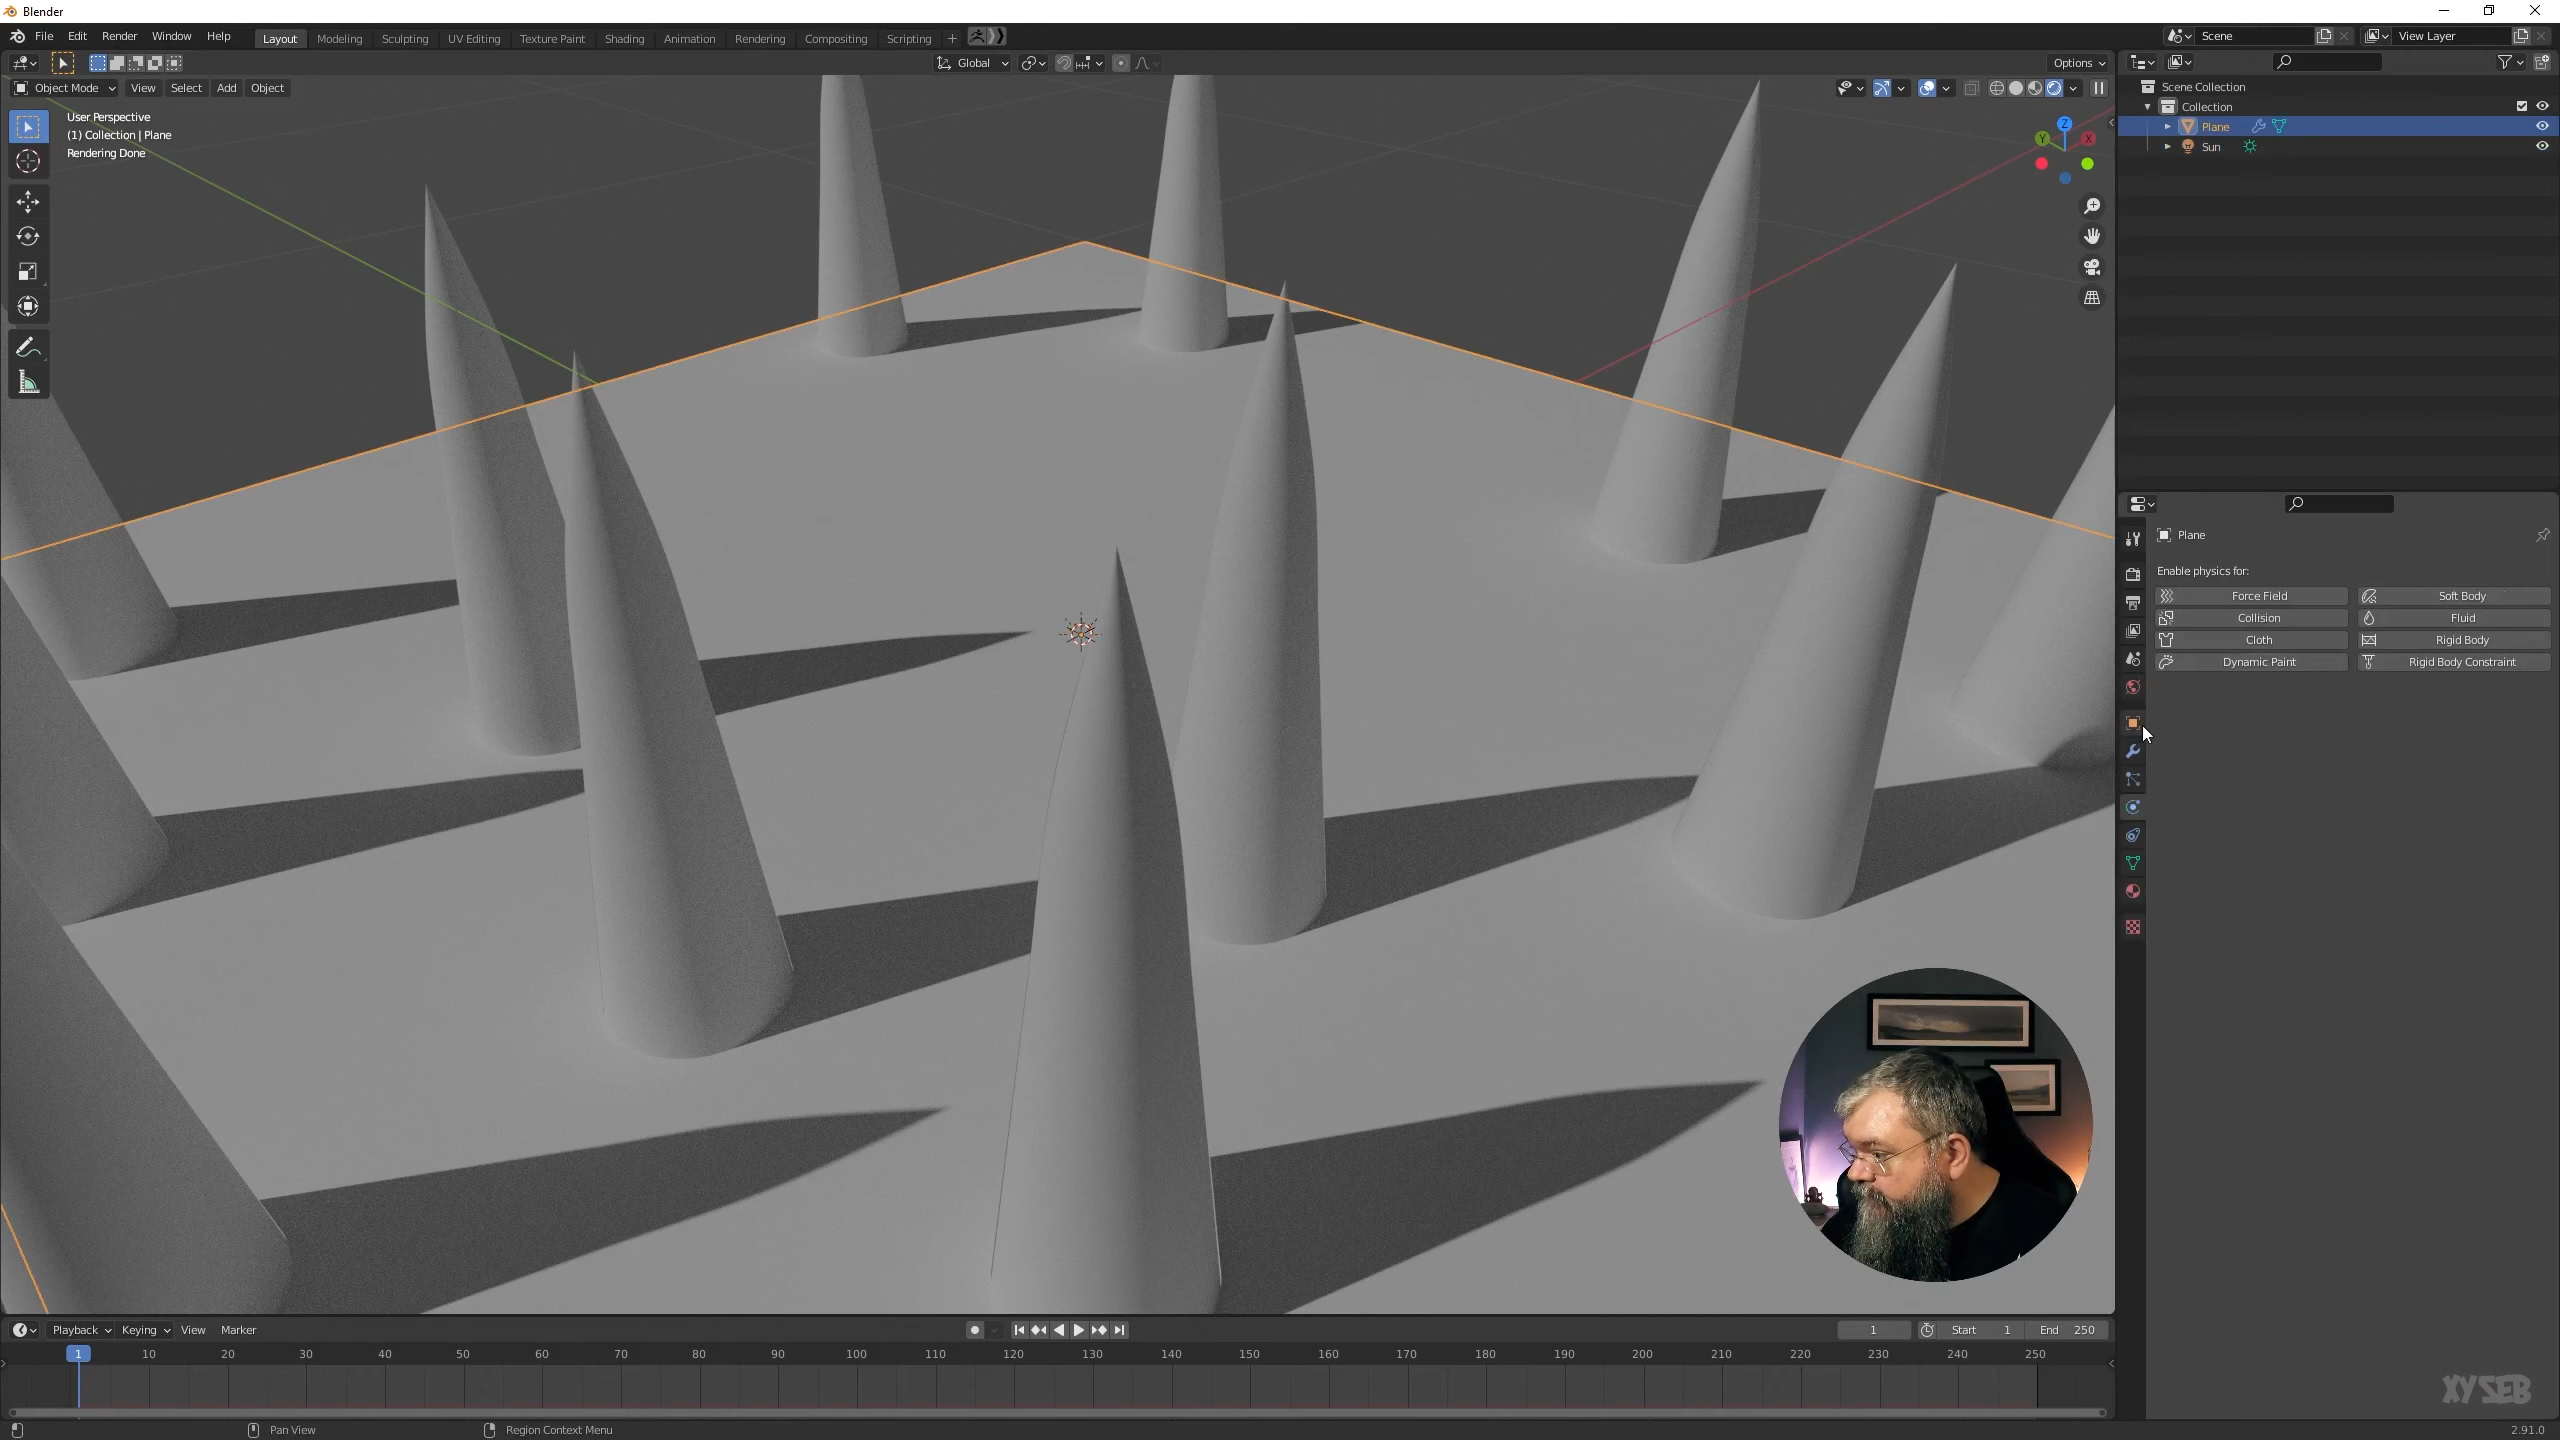 Blender
File Edit Render Window Help Layout Modeling Sculpting UV Editing Texture Paint Shading Animation Rendering Compositing Scripting + Scene View Layer
Global Options
Object Mode View Select Add Object
User Perspective
(1) Collection | Plane
Rendering Done
Z
Y X
Scene Collection
Collection
Plane
Sun
Plane
Enable physics for:
Force Field Soft Body
Collision Fluid
Cloth Rigid Body
Dynamic Paint Rigid Body Constraint
Playback Keying View Marker 1 Start 1 End 250
1 10 20 30 40 50 60 70 80 90 100 110 120 130 140 150 160 170 180 190 200 210 220 230 240 250
XYSEB
Pan View Region Context Menu 2.91.0